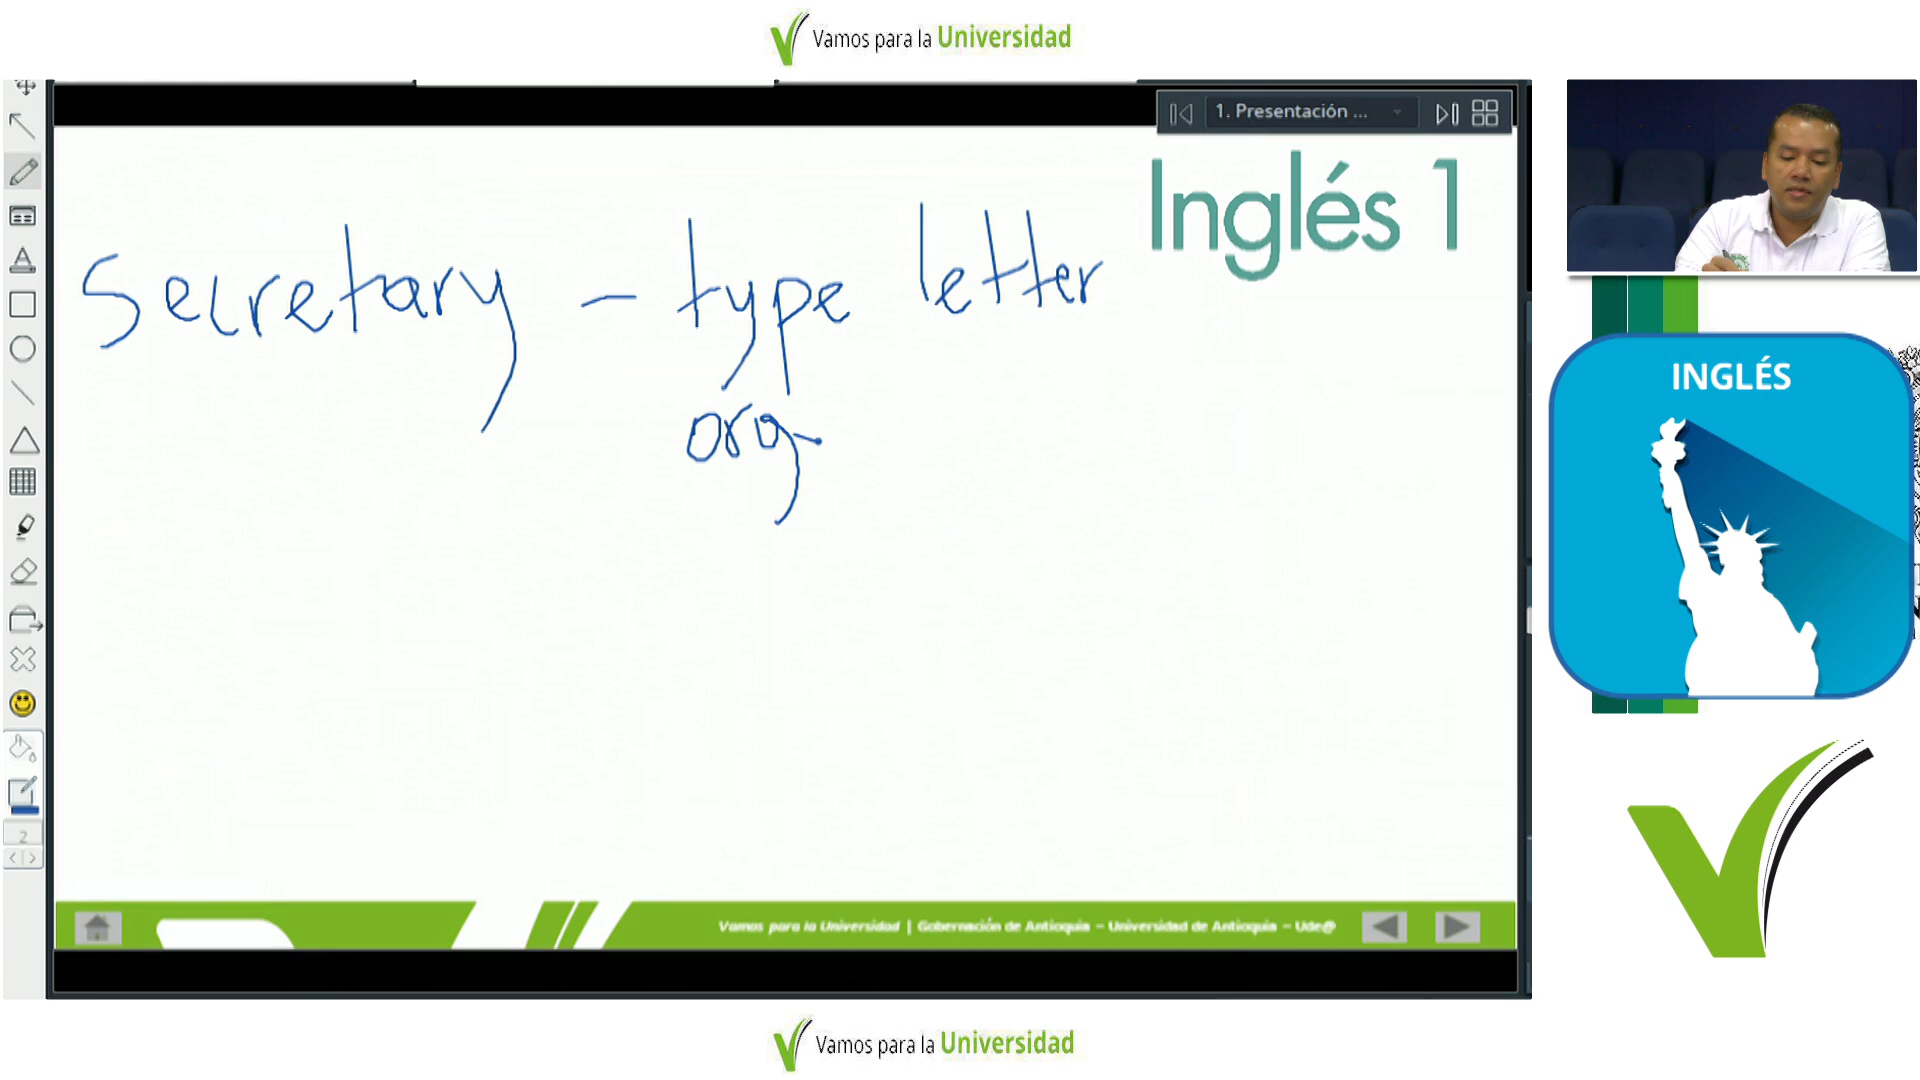 Vamos para la Universidad
1. Presentación ...
Inglés 1
Secretary - type letter
org
INGLÉS
2
Vamos para la Universidad | Gobernación de Antioquia - Universidad de Antioquia - Ude@
Vamos para la Universidad